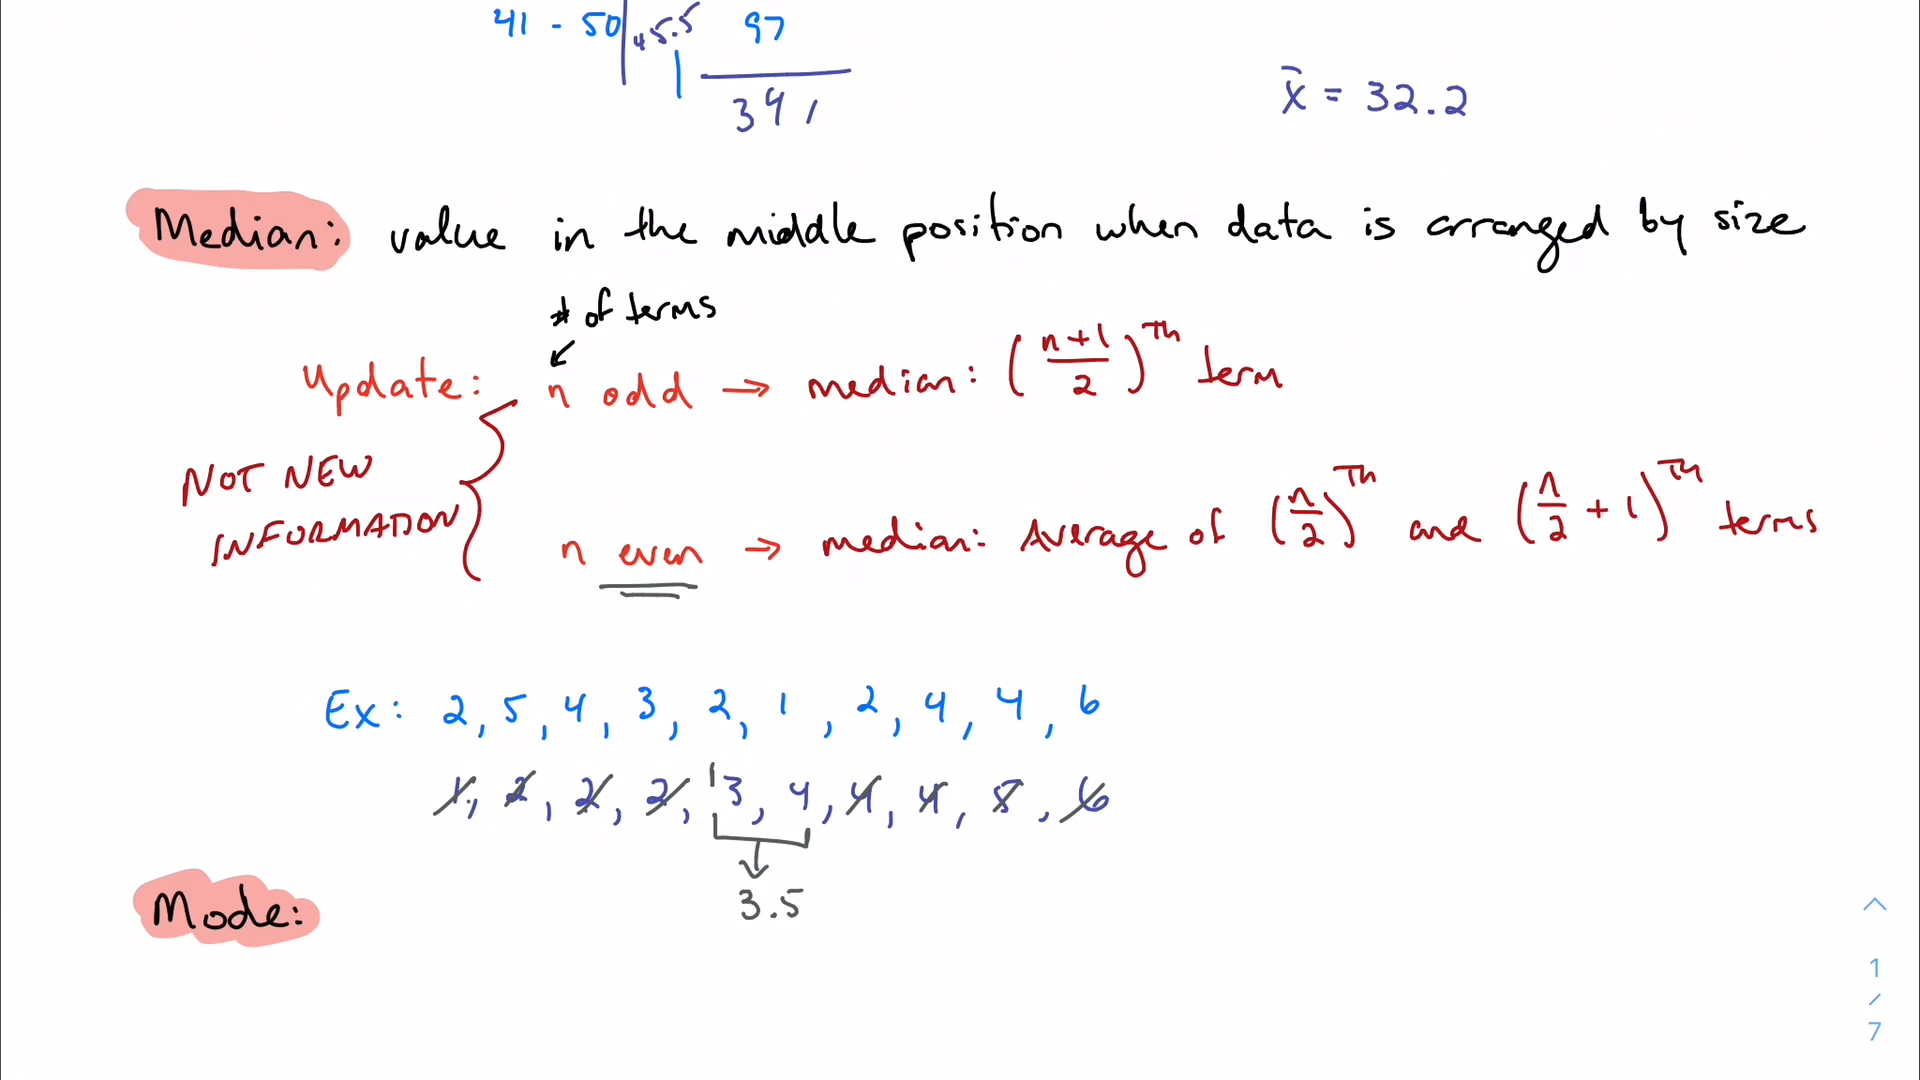 41 - 50 45.5 97
391
x̄ = 32.2
Median: value in the middle position when data is arranged by size
# of terms
Update: n odd → median: (n+1/2)^Th term
NOT NEW
INFORMATION
n even → median: Average of (n/2)^Th and (n/2 + 1)^Th terms
Ex: 2, 5, 4, 3, 2, 1, 2, 4, 4, 6
1, 2, 2, 2, 3, 4, 4, 4, 5, 6
3.5
Mode:
1
/
7